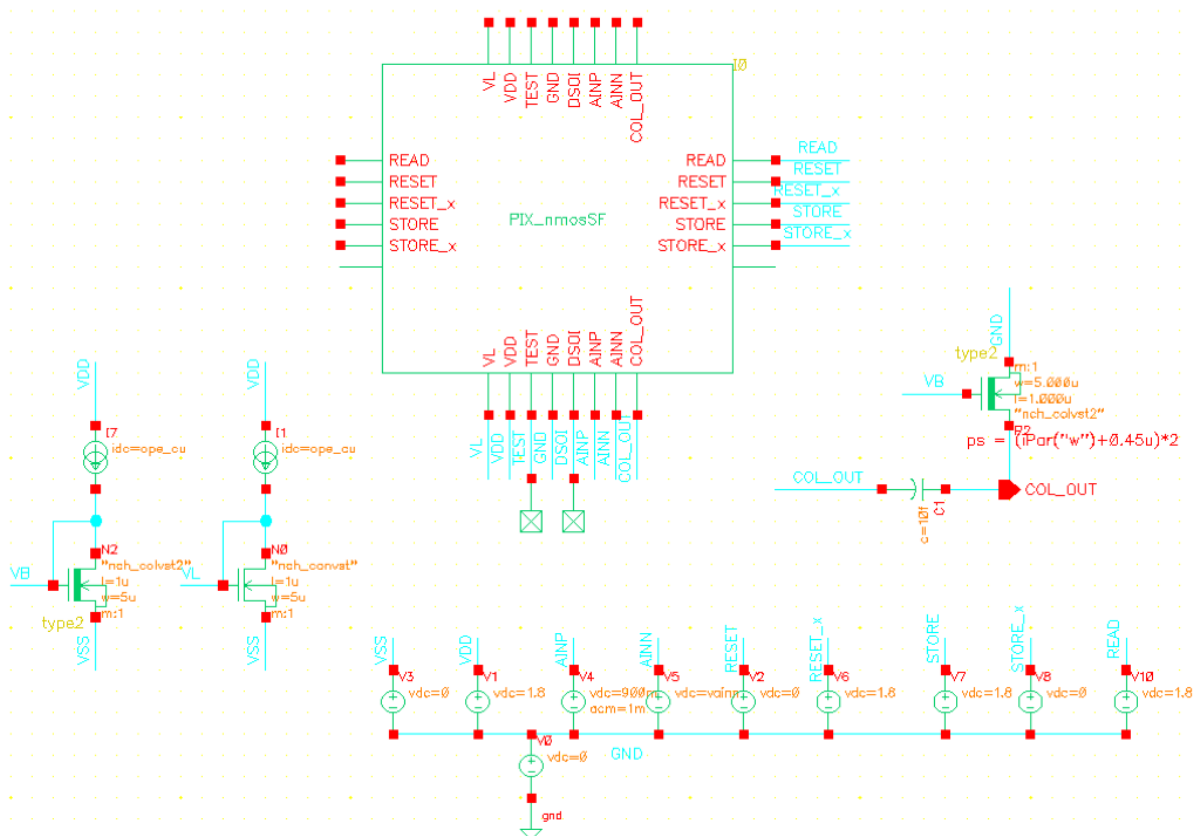 I0
VL
VDD
TEST
GND
DSOI
AINP
AINN
COL_OUT
READ
RESET
RESET_x
STORE
STORE_x
PIX_nmosSF
READ
RESET
RESET_x
STORE
STORE_x
READ
RESET
RESET_x
STORE
STORE_x
VL
VDD
TEST
GND
DSOI
AINP
AINN
COL_OUT
VL
VDD
TEST
GND
DSOI
AINP
AINN
COL_OUT
VDD
I7
idc=ope_cu
N2
"nch_colvst2"
l=1u
w=5u
m:1
VB
type2
VSS
VDD
I1
idc=ope_cu
N0
"nch_convst"
l=1u
w=5u
m:1
VL
VSS
GND
type2
m:1
w=5.000u
l=1.000u
"nch_colvst2"
VB
ps = (iPar("w")+0.45u)*2
COL_OUT
C1
c=10f
COL_OUT
VSS
V3
vdc=0
VDD
V1
vdc=1.8
AINP
V4
vdc=900m
acm=1m
AINN
V5
vdc=vainn
RESET
V2
vdc=0
RESET_x
V6
vdc=1.8
STORE
V7
vdc=1.8
STORE_x
V8
vdc=0
READ
V10
vdc=1.8
V0
vdc=0
GND
gnd